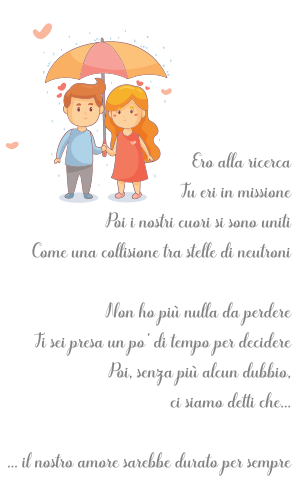 Ero alla ricerca
Tu eri in missione
Poi i nostri cuori si sono uniti
Come una collisione tra stelle di neutroni
Non ho più nulla da perdere
Ti sei presa un po' di tempo per decidere
Poi, senza più alcun dubbio,
ci siamo detti che...
... il nostro amore sarebbe durato per sempre